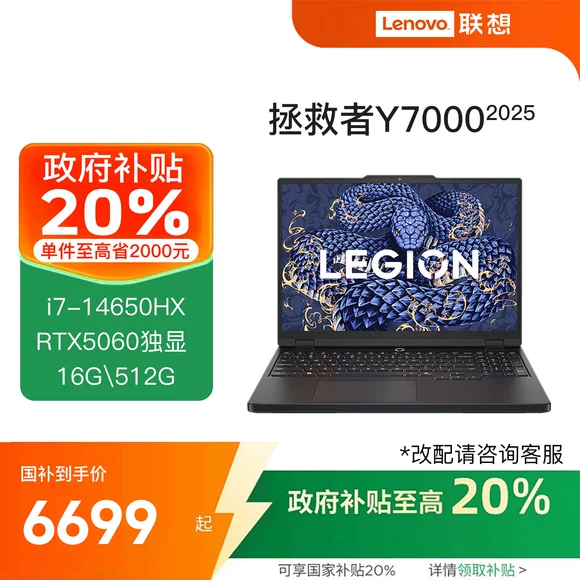 Lenovo 联想
拯救者Y7000 2025
政府补贴
20%
单件至高省2000元
i7-14650HX
RTX5060独显
16G\512G
LEGION
*改配请咨询客服
国补到手价
6699 起
政府补贴至高 20%
可享国家补贴20% 详情领取补贴 >